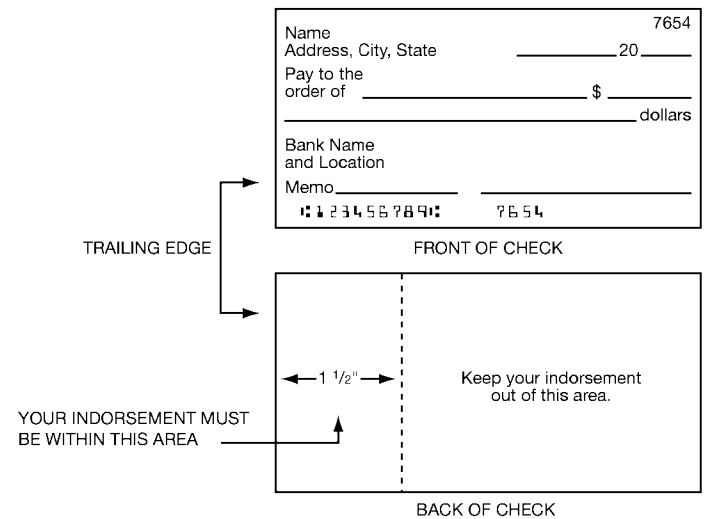 7654
Name
Address, City, State
20
Pay to the
order of $
dollars
Bank Name
and Location
Memo
⑆123456789⑆ 7654
TRAILING EDGE
FRONT OF CHECK
1 1/2"
Keep your indorsement
out of this area.
YOUR INDORSEMENT MUST
BE WITHIN THIS AREA
BACK OF CHECK